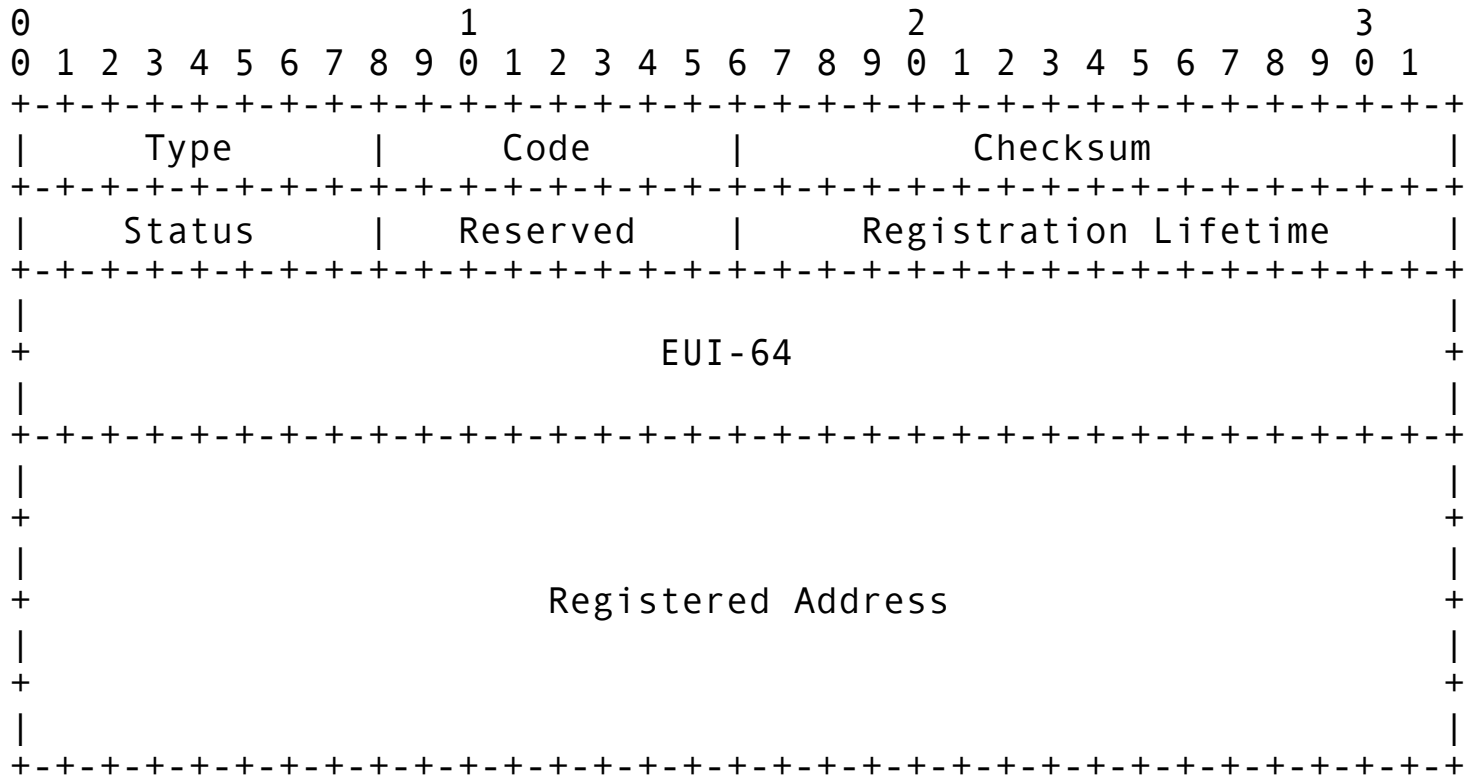 0                   1                   2                   3
0 1 2 3 4 5 6 7 8 9 0 1 2 3 4 5 6 7 8 9 0 1 2 3 4 5 6 7 8 9 0 1
+-+-+-+-+-+-+-+-+-+-+-+-+-+-+-+-+-+-+-+-+-+-+-+-+-+-+-+-+-+-+-+-+
|     Type      |     Code      |          Checksum             |
+-+-+-+-+-+-+-+-+-+-+-+-+-+-+-+-+-+-+-+-+-+-+-+-+-+-+-+-+-+-+-+-+
|    Status     |   Reserved    |     Registration Lifetime     |
+-+-+-+-+-+-+-+-+-+-+-+-+-+-+-+-+-+-+-+-+-+-+-+-+-+-+-+-+-+-+-+-+
|                                                               |
+                            EUI-64                             +
|                                                               |
+-+-+-+-+-+-+-+-+-+-+-+-+-+-+-+-+-+-+-+-+-+-+-+-+-+-+-+-+-+-+-+-+
|                                                               |
+                                                               +
|                                                               |
+                       Registered Address                      +
|                                                               |
+                                                               +
|                                                               |
+-+-+-+-+-+-+-+-+-+-+-+-+-+-+-+-+-+-+-+-+-+-+-+-+-+-+-+-+-+-+-+-+